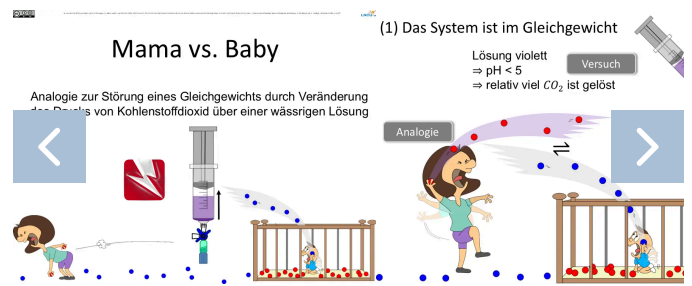 Mama vs. Baby
Analogie zur Störung eines Gleichgewichts durch Veränderung
des Drucks von Kohlenstoffdioxid über einer wässrigen Lösung
(1) Das System ist im Gleichgewicht
Lösung violett
⇒ pH < 5
⇒ relativ viel CO₂ ist gelöst
Versuch
Analogie
⇌